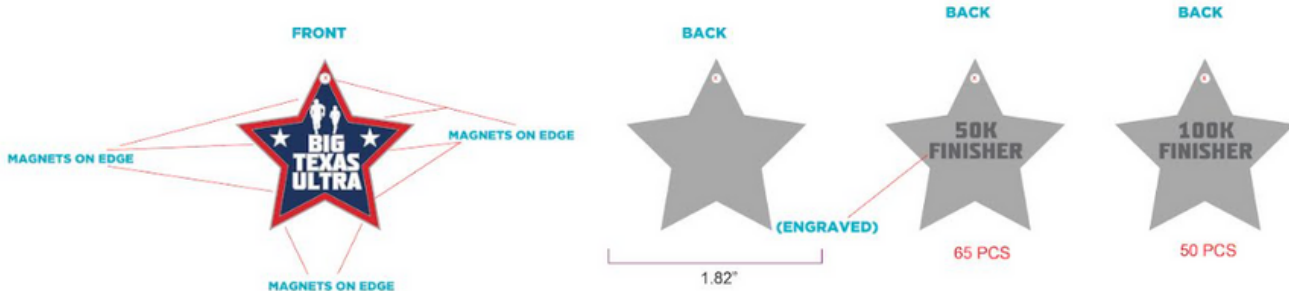 FRONT
BACK
BACK
BACK
MAGNETS ON EDGE
MAGNETS ON EDGE
BIG
TEXAS
ULTRA
MAGNETS ON EDGE
50K
FINISHER
100K
FINISHER
(ENGRAVED)
1.82"
65 PCS
50 PCS